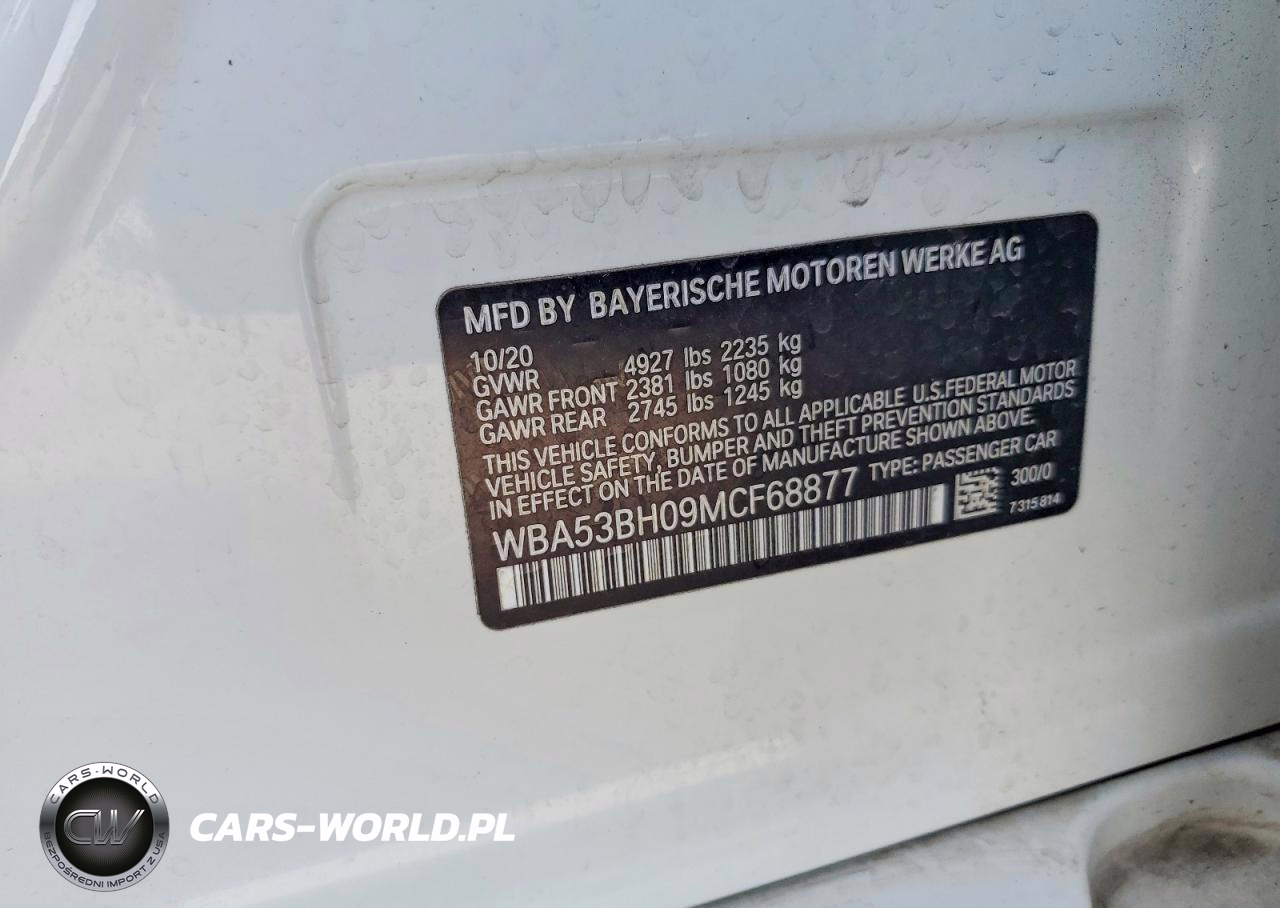 MFD BY BAYERISCHE MOTOREN WERKE AG
10/20
GVWR 4927 lbs 2235 kg
GAWR FRONT 2381 lbs 1080 kg
GAWR REAR 2745 lbs 1245 kg
THIS VEHICLE CONFORMS TO ALL APPLICABLE U.S.FEDERAL MOTOR
VEHICLE SAFETY, BUMPER AND THEFT PREVENTION STANDARDS
IN EFFECT ON THE DATE OF MANUFACTURE SHOWN ABOVE.
WBA53BH09MCF68877 TYPE: PASSENGER CAR
300/0
7315814
CARS-WORLD
CW
BEZPOŚREDNI IMPORT Z USA
CARS-WORLD.PL